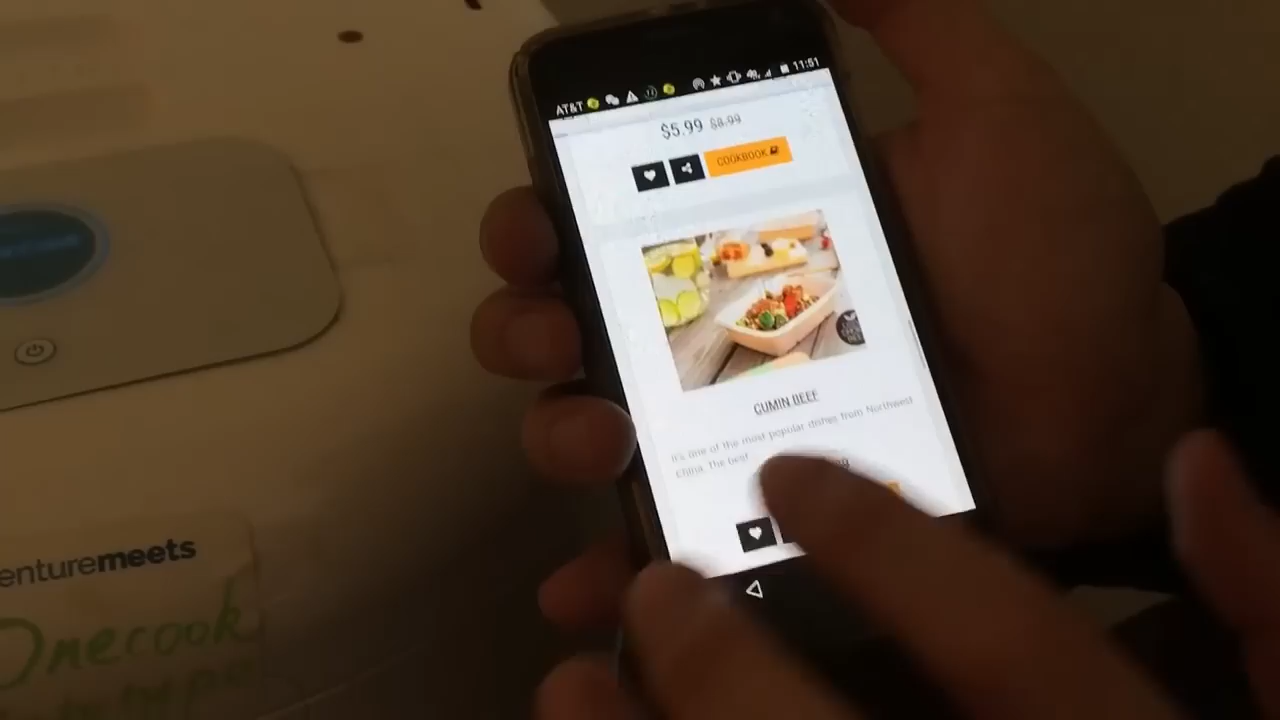 AT&T 11:51
$5.99 $8.99
COOKBOOK
CUMIN BEEF
It's one of the most popular dishes from Northwest
China. The best
enturemeets
Onecook